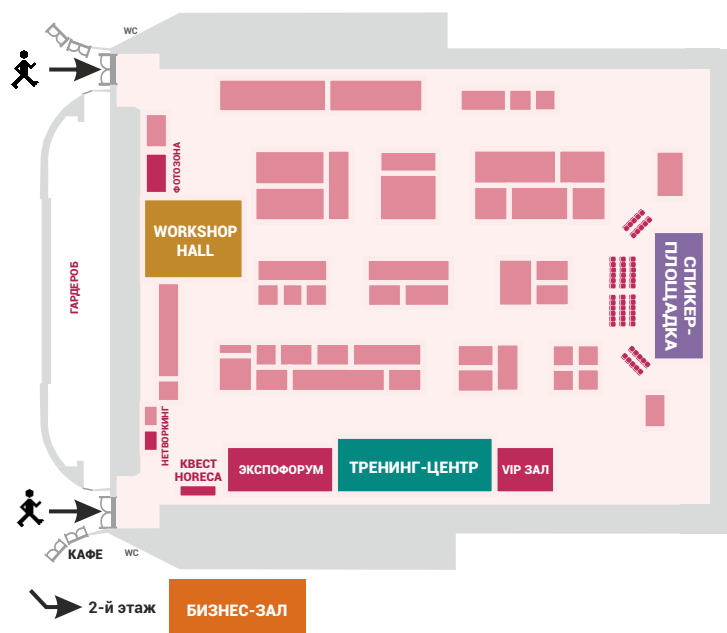 WC
ФОТОЗОНА
WORKSHOP
HALL
ГАРДЕРОБ
СПИКЕР-
ПЛОЩАДКА
НЕТВОРКИНГ
КВЕСТ
HORECA
ЭКСПОФОРУМ
ТРЕНИНГ-ЦЕНТР
VIP ЗАЛ
КАФЕ
WC
2-й этаж
БИЗНЕС-ЗАЛ